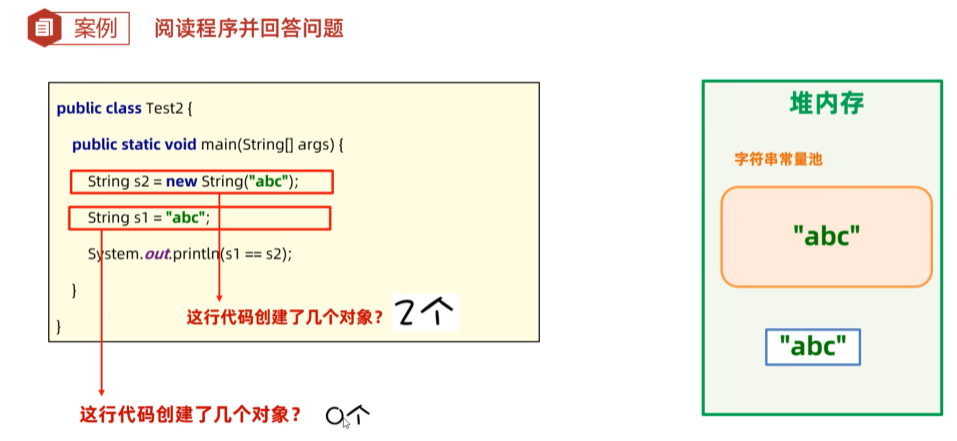 案例 阅读程序并回答问题
public class Test2 {
public static void main(String[] args) {
String s2 = new String("abc");
String s1 = "abc";
System.out.println(s1 == s2);
}
这行代码创建了几个对象? 2个
}
这行代码创建了几个对象? 0个
堆内存
字符串常量池
"abc"
"abc"